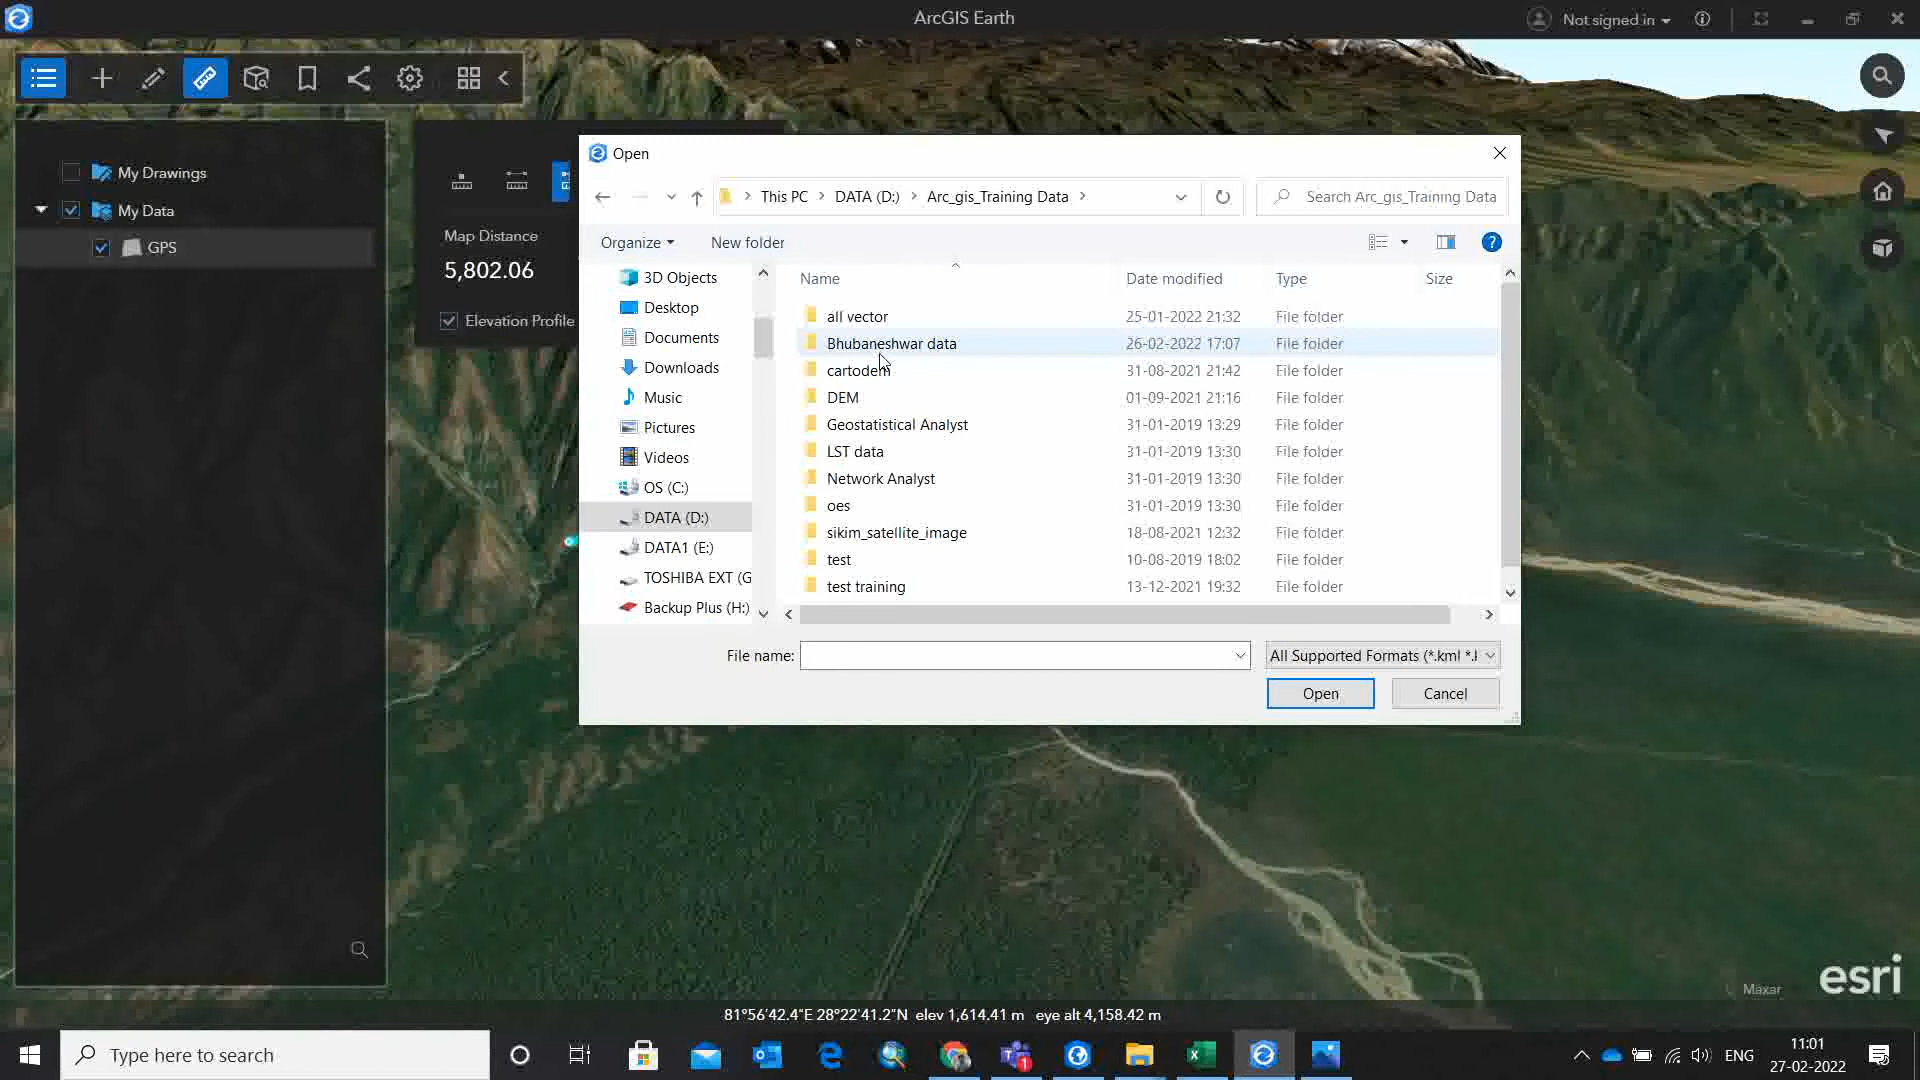 ArcGIS Earth
Not signed in
My Drawings
My Data
GPS
Map Distance
5,802.06
Elevation Profile
Open
This PC
DATA (D:)
Arc_gis_Training Data
Search Arc_gis_Training Data
Organize
New folder
3D Objects
Desktop
Documents
Downloads
Music
Pictures
Videos
OS (C:)
DATA (D:)
DATA1 (E:)
TOSHIBA EXT (G
Backup Plus (H:)
Name Date modified Type Size
all vector 25-01-2022 21:32 File folder
Bhubaneshwar data 26-02-2022 17:07 File folder
cartodem 31-08-2021 21:42 File folder
DEM 01-09-2021 21:16 File folder
Geostatistical Analyst 31-01-2019 13:29 File folder
LST data 31-01-2019 13:30 File folder
Network Analyst 31-01-2019 13:30 File folder
oes 31-01-2019 13:30 File folder
sikim_satellite_image 18-08-2021 12:32 File folder
test 10-08-2019 18:02 File folder
test training 13-12-2021 19:32 File folder
File name:
All Supported Formats (*.kml *.l
Open
Cancel
esri
Maxar
81°56'42.4"E 28°22'41.2"N elev 1,614.41 m eye alt 4,158.42 m
Type here to search
1
ENG
11:01
27-02-2022